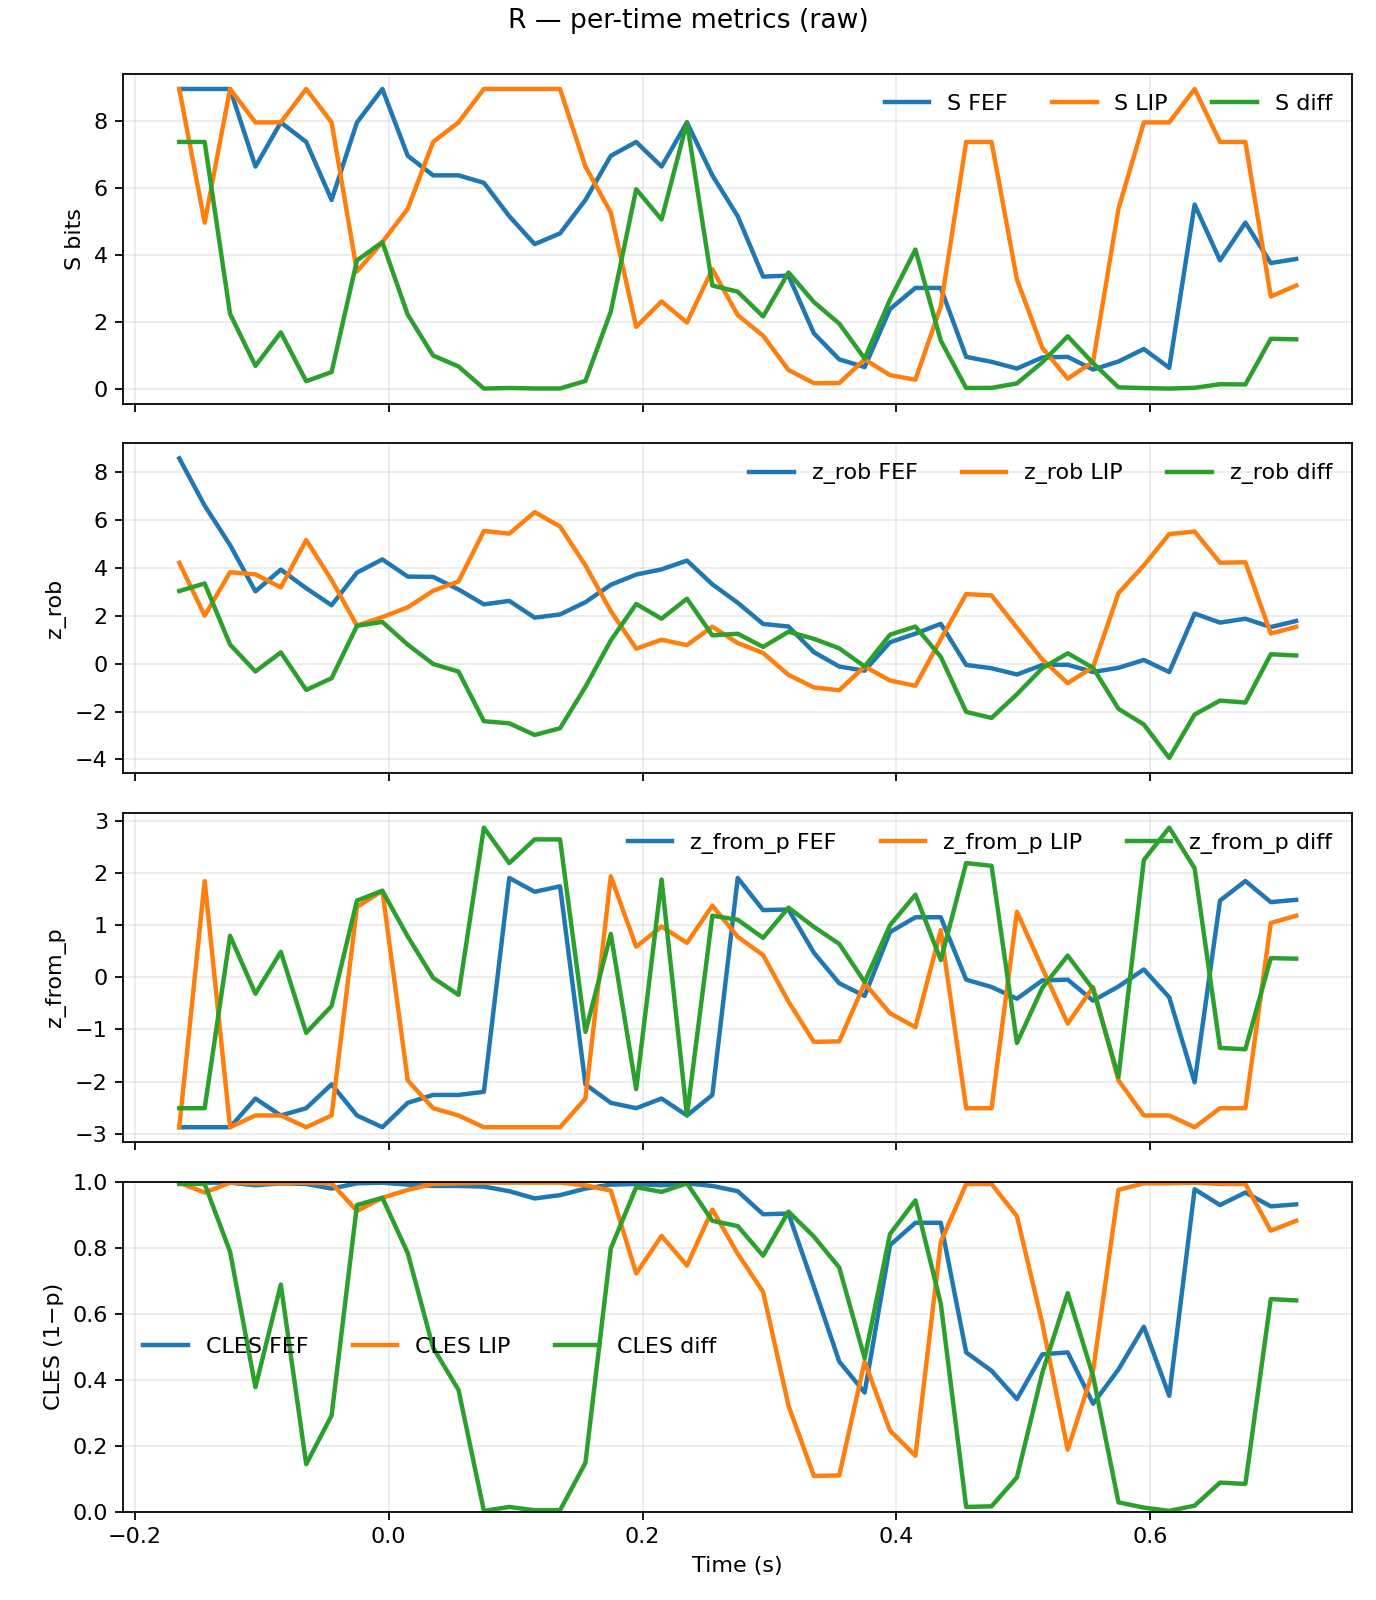 R — per-time metrics (raw)
S FEF S LIP S diff
8
6
4
2
0
S bits
z_rob FEF z_rob LIP z_rob diff
8
6
4
2
0
−2
−4
z_rob
z_from_p FEF z_from_p LIP z_from_p diff
3
2
1
0
−1
−2
−3
z_from_p
1.0
0.8
0.6
CLES FEF CLES LIP CLES diff
0.4
0.2
0.0
CLES (1−p)
−0.2 0.0 0.2 0.4 0.6
Time (s)